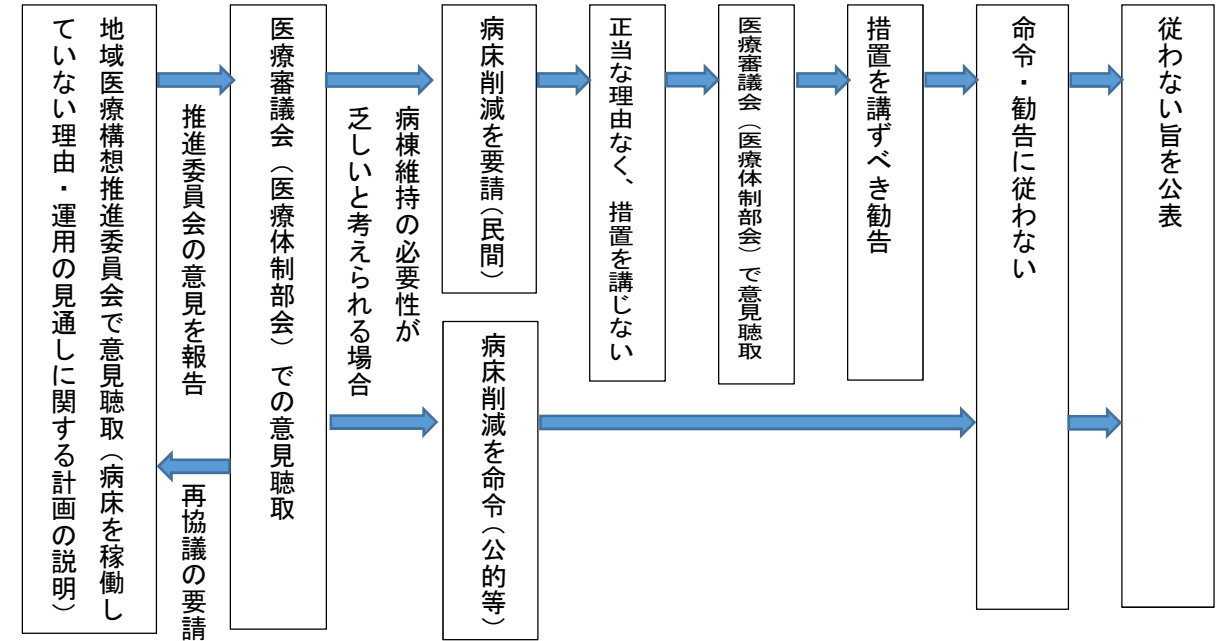 地域医療構想推進委員会で意見聴取（病床を稼働し
ていない理由・運用の見通しに関する計画の説明）
推進委員会の意見を報告
再協議の要請
医療審議会（医療体制部会）での意見聴取
病棟維持の必要性が
乏しいと考えられる場合
病床削減を要請（民間）
病床削減を命令（公的等）
正当な理由なく、措置を講じない
医療審議会（医療体制部会）で意見聴取
措置を講ずべき勧告
命令・勧告に従わない
従わない旨を公表